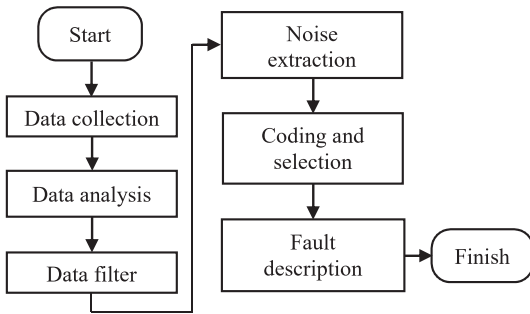 Start
Data collection
Data analysis
Data filter
Noise
extraction
Coding and
selection
Fault
description
Finish